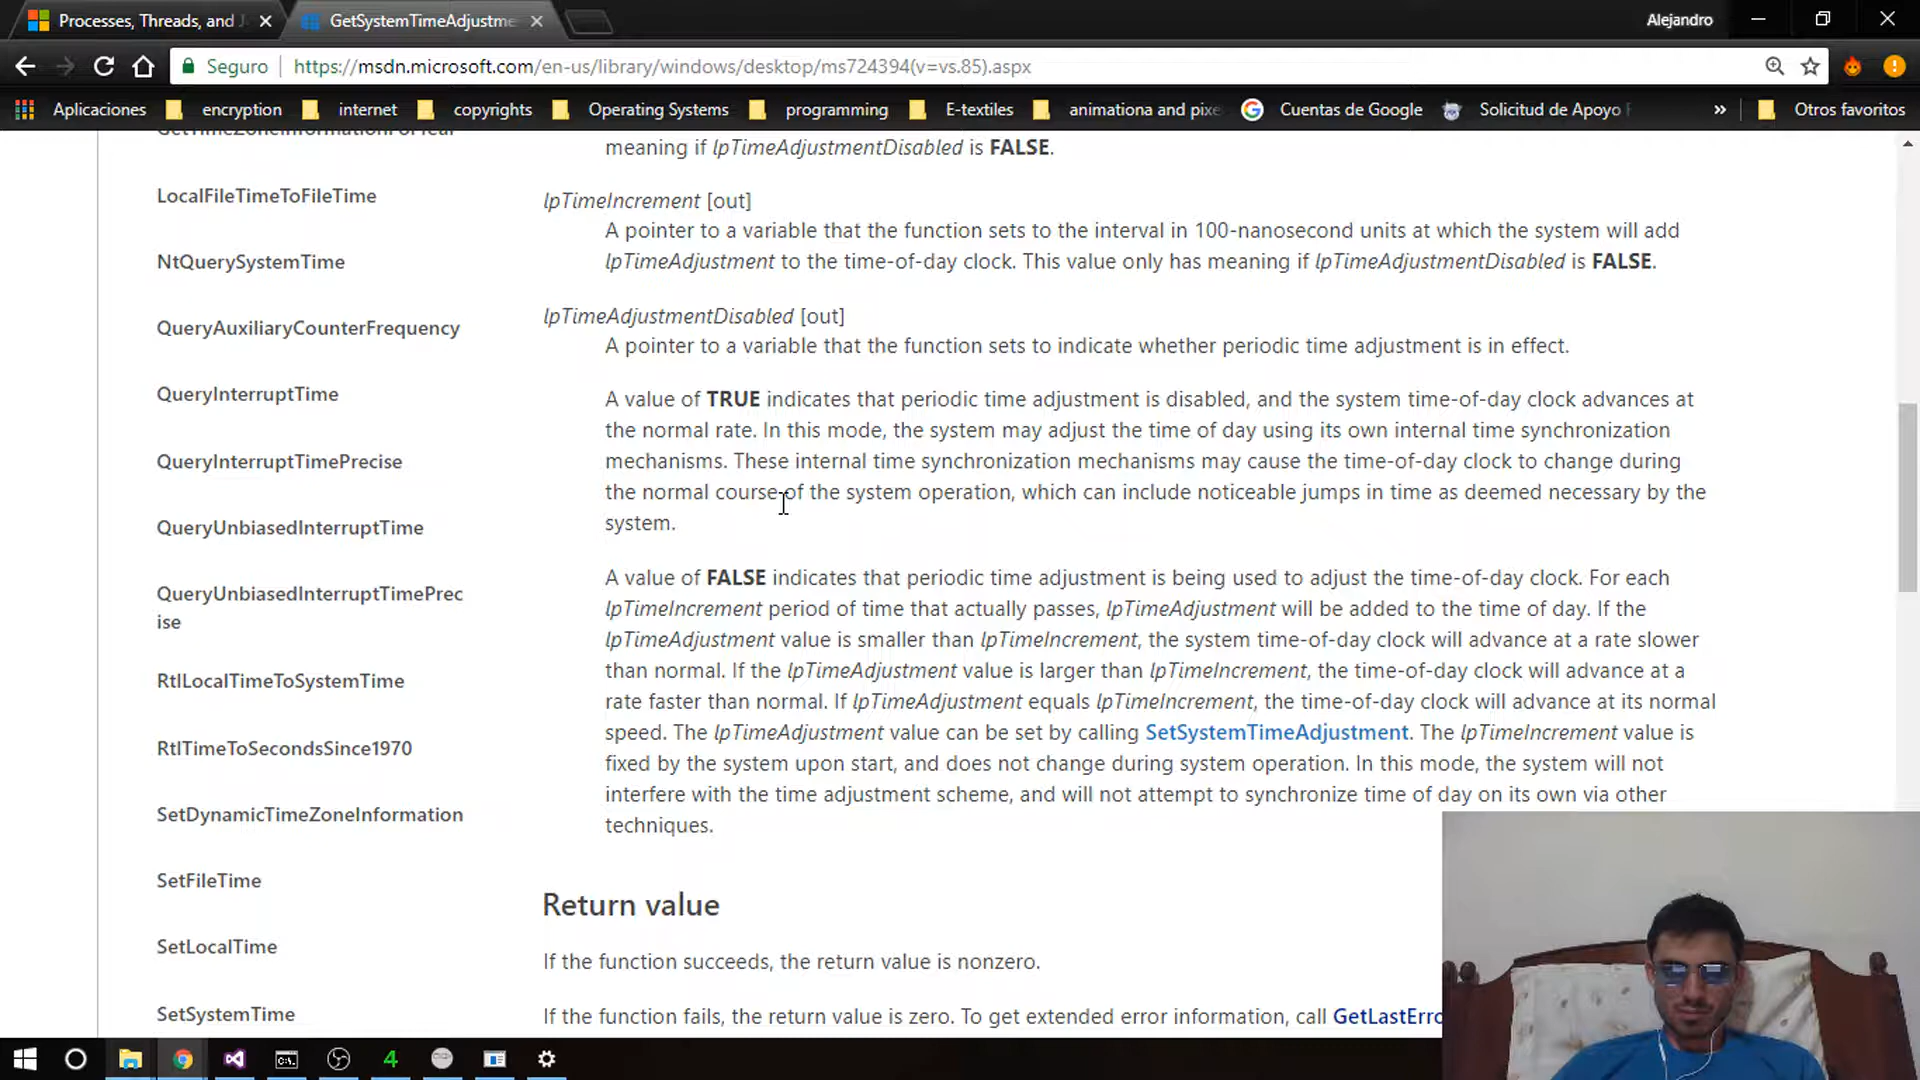 Processes, Threads, and J
GetSystemTimeAdjustme
Alejandro
Seguro
https://msdn.microsoft.com/en-us/library/windows/desktop/ms724394(v=vs.85).aspx
Aplicaciones
encryption
internet
copyrights
Operating Systems
programming
E-textiles
animationa and pixe
Cuentas de Google
Solicitud de Apoyo
»
Otros favoritos
GetTimeZoneInformationForYear
LocalFileTimeToFileTime
NtQuerySystemTime
QueryAuxiliaryCounterFrequency
QueryInterruptTime
QueryInterruptTimePrecise
QueryUnbiasedInterruptTime
QueryUnbiasedInterruptTimePrec
ise
RtlLocalTimeToSystemTime
RtlTimeToSecondsSince1970
SetDynamicTimeZoneInformation
SetFileTime
SetLocalTime
SetSystemTime
meaning if lpTimeAdjustmentDisabled is FALSE.
lpTimeIncrement [out]
A pointer to a variable that the function sets to the interval in 100-nanosecond units at which the system will add
lpTimeAdjustment to the time-of-day clock. This value only has meaning if lpTimeAdjustmentDisabled is FALSE.
lpTimeAdjustmentDisabled [out]
A pointer to a variable that the function sets to indicate whether periodic time adjustment is in effect.
A value of TRUE indicates that periodic time adjustment is disabled, and the system time-of-day clock advances at
the normal rate. In this mode, the system may adjust the time of day using its own internal time synchronization
mechanisms. These internal time synchronization mechanisms may cause the time-of-day clock to change during
the normal course of the system operation, which can include noticeable jumps in time as deemed necessary by the
system.
A value of FALSE indicates that periodic time adjustment is being used to adjust the time-of-day clock. For each
lpTimeIncrement period of time that actually passes, lpTimeAdjustment will be added to the time of day. If the
lpTimeAdjustment value is smaller than lpTimeIncrement, the system time-of-day clock will advance at a rate slower
than normal. If the lpTimeAdjustment value is larger than lpTimeIncrement, the time-of-day clock will advance at a
rate faster than normal. If lpTimeAdjustment equals lpTimeIncrement, the time-of-day clock will advance at its normal
speed. The lpTimeAdjustment value can be set by calling SetSystemTimeAdjustment. The lpTimeIncrement value is
fixed by the system upon start, and does not change during system operation. In this mode, the system will not
interfere with the time adjustment scheme, and will not attempt to synchronize time of day on its own via other
techniques.
Return value
If the function succeeds, the return value is nonzero.
If the function fails, the return value is zero. To get extended error information, call GetLastErro
4